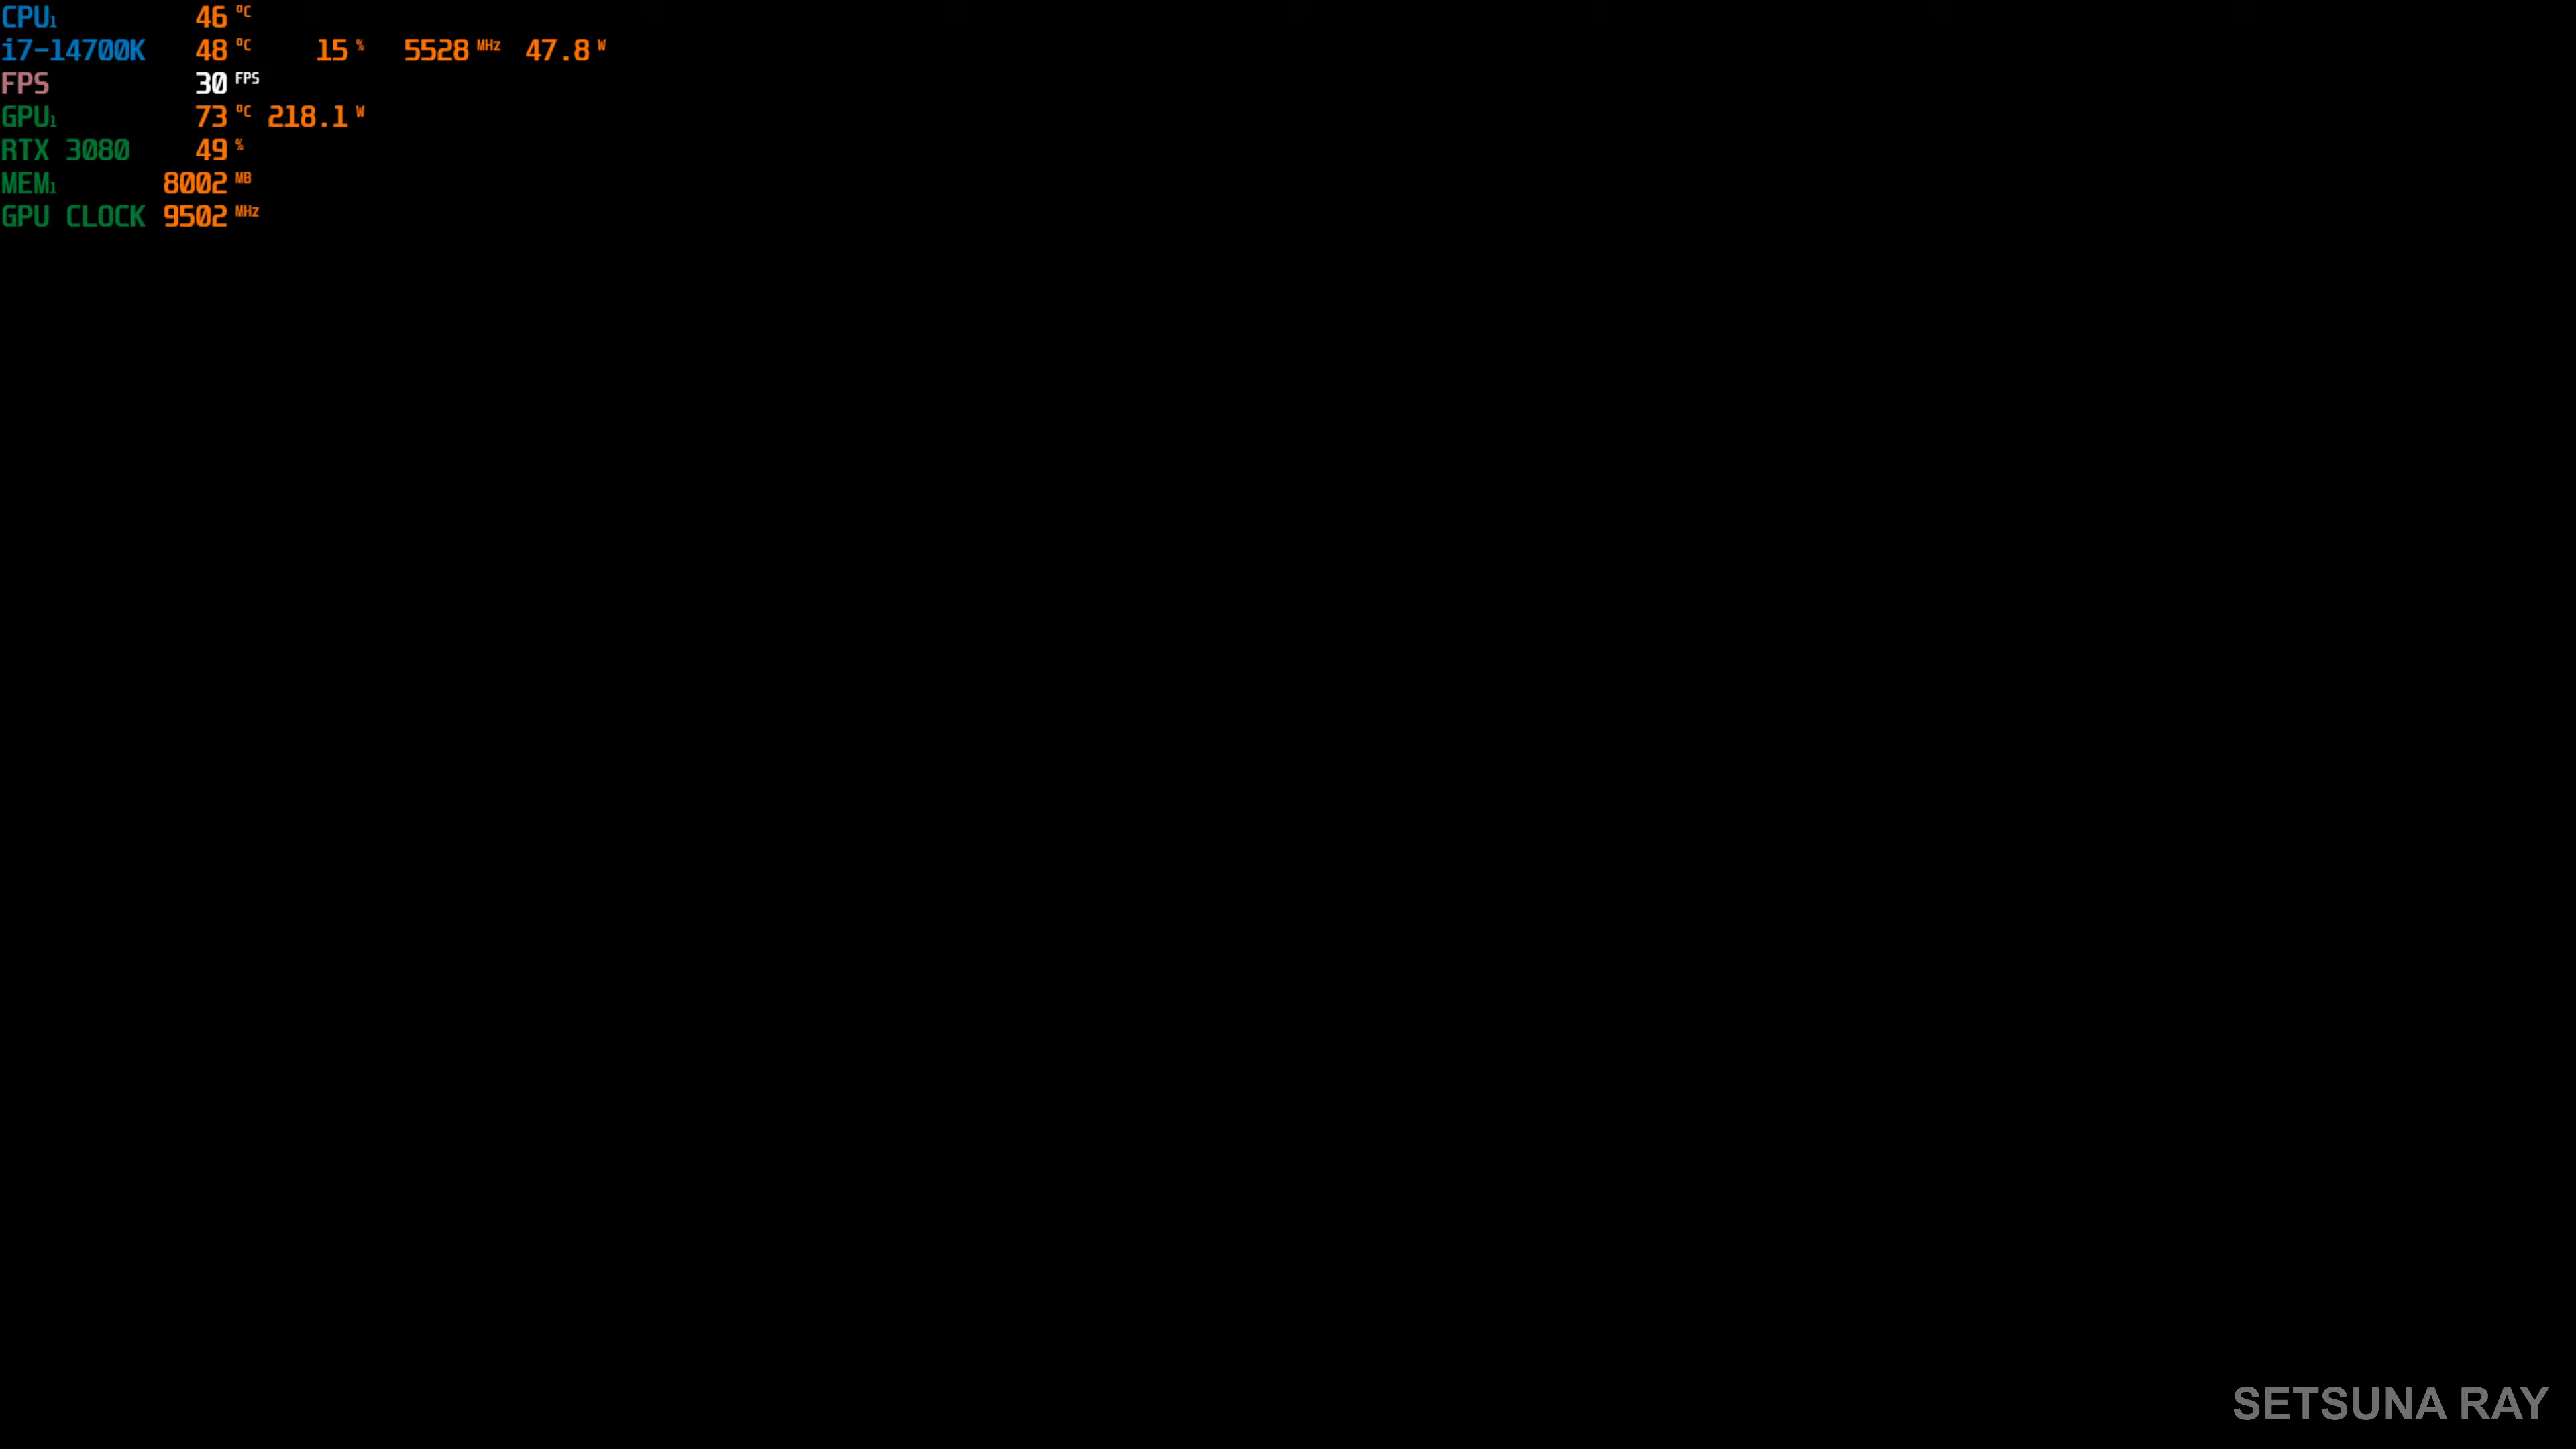 CPU1 46 °C
i7-14700K 48 °C 15 % 5528 MHz 47.8 W
FPS 30 FPS
GPU1 73 °C 218.1 W
RTX 3080 49 %
MEM1 8002 MB
GPU CLOCK 9502 MHz
SETSUNA RAY